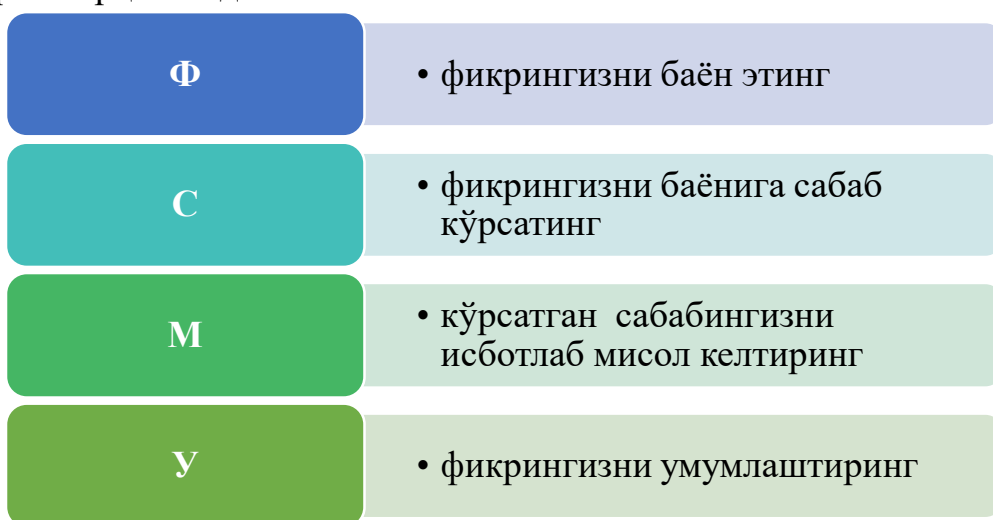 Ф
• фикрингизни баён этинг
С
• фикрингизни баёнига сабаб
кўрсатинг
М
• кўрсатган сабабингизни
исботлаб мисол келтиринг
У
• фикрингизни умумлаштиринг